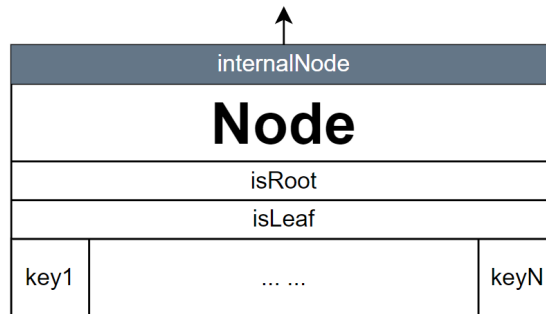 internalNode
Node
isRoot
isLeaf
key1 ... ... keyN